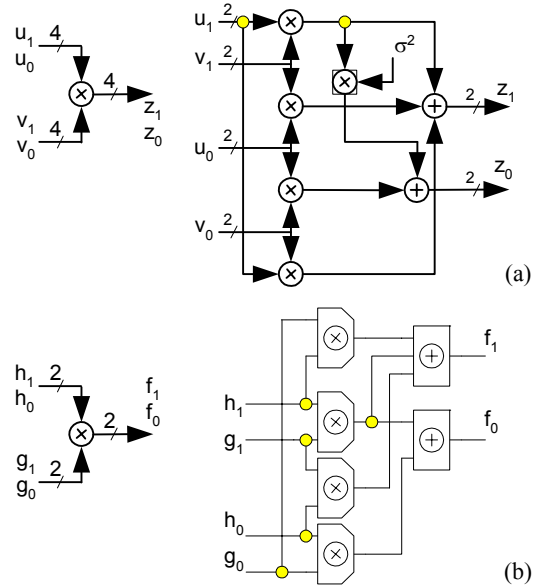 u₁ 4
u₀
4 z₁
z₀
v₁ 4
v₀
u₁ 2
v₁ 2
σ²
2 z₁
u₀ 2
2 z₀
v₀ 2
(a)
h₁ 2
h₀
2 f₁
f₀
g₁ 2
g₀
f₁
h₁
f₀
g₁
h₀
g₀
(b)